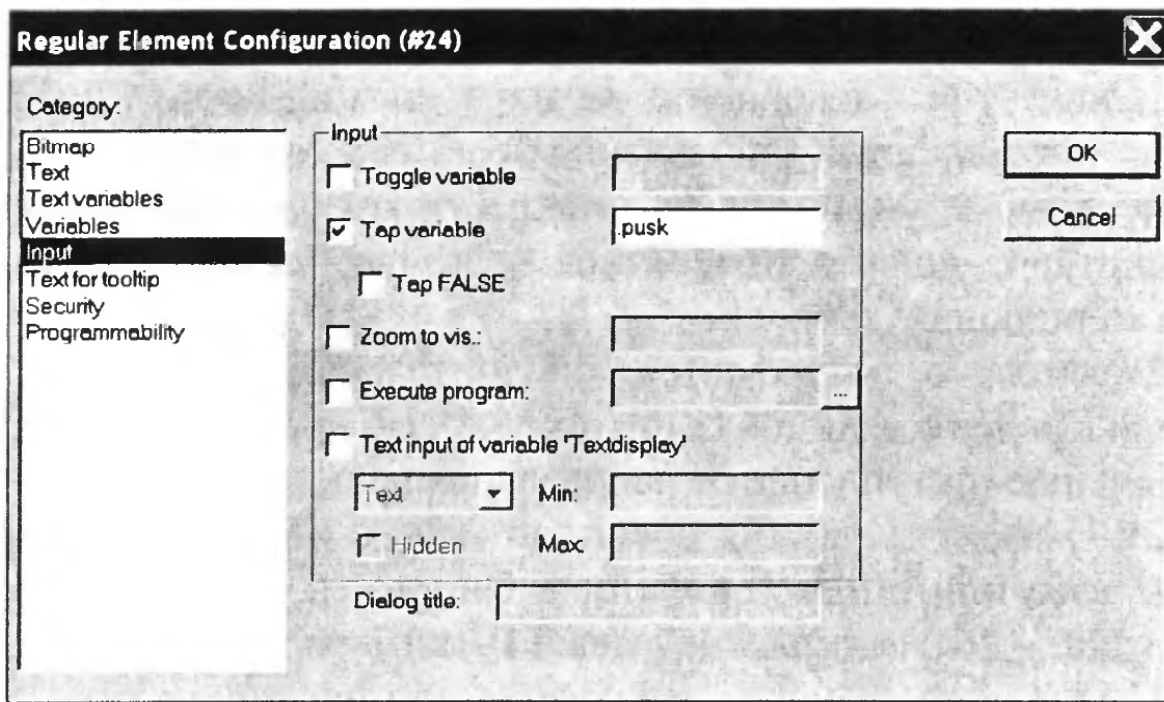 Regular Element Configuration (#24)
Category:
Bitmap
Text
Text variables
Variables
Input
Text for tooltip
Security
Programmability
Input
Toggle variable
Tap variable
.pusk
Tap FALSE
Zoom to vis.:
Execute program:
...
Text input of variable 'Textdisplay'
Text
Min:
Hidden
Max:
Dialog title:
OK
Cancel